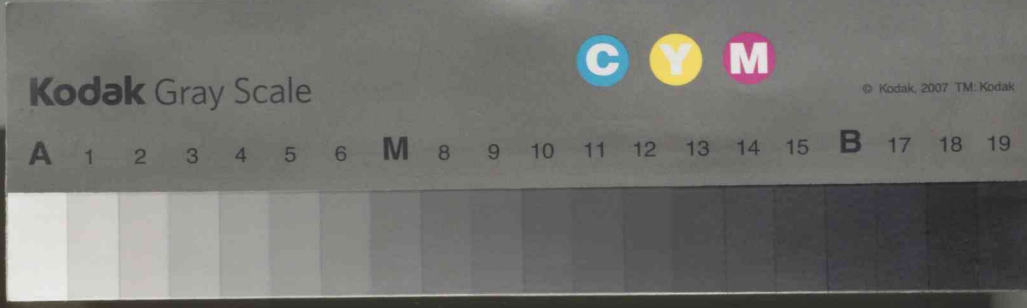 C Y M
Kodak Gray Scale
© Kodak, 2007 TM: Kodak
A 1 2 3 4 5 6 M 8 9 10 11 12 13 14 15 B 17 18 19